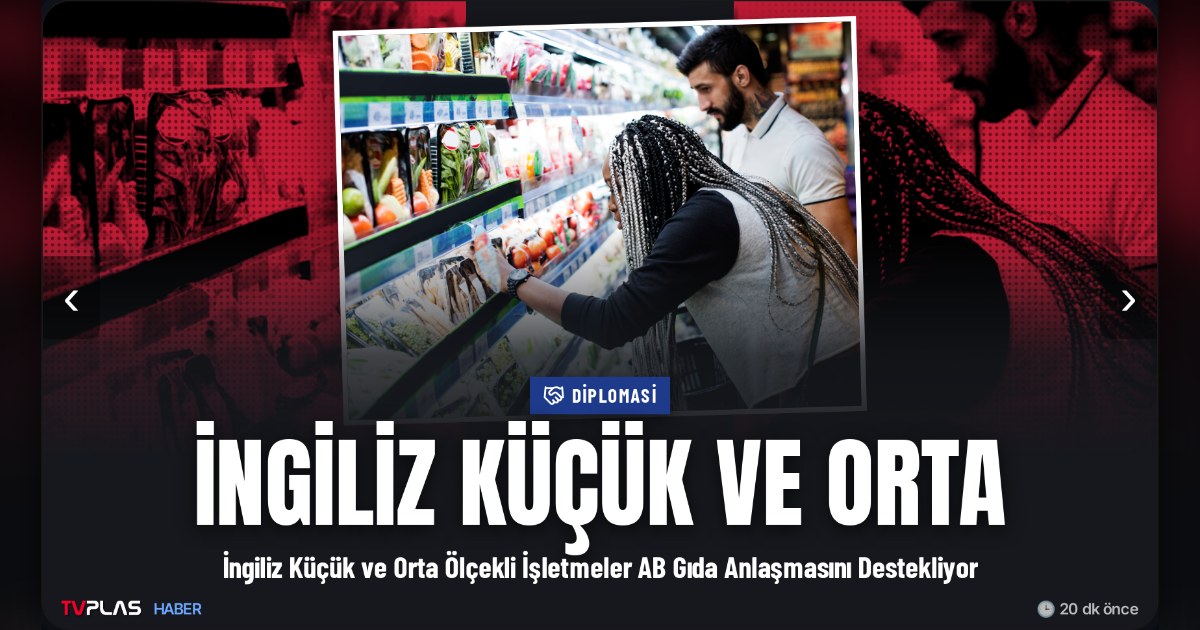 DİPLOMASİ
İNGİLİZ KÜÇÜK VE ORTA
İngiliz Küçük ve Orta Ölçekli İşletmeler AB Gıda Anlaşmasını Destekliyor
TVPLAS HABER
20 dk önce